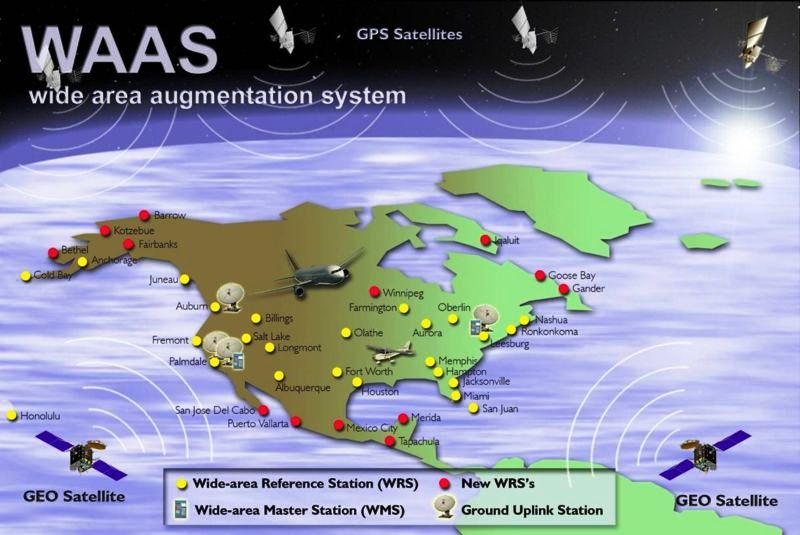 WAAS
wide area augmentation system
GPS Satellites
Barrow
Kotzebue
Fairbanks
Bethel
Anchorage
Cold Bay
Juneau
Iqaluit
Goose Bay
Gander
Winnipeg
Auburn
Farmington
Oberlin
Billings
Nashua
Aurora
Ronkonkoma
Olathe
Fremont
Salt Lake
Leesburg
Longmont
Palmdale
Memphis
Fort Worth
Hampton
Albuquerque
Jacksonville
Houston
Miami
San Jose Del Cabo
San Juan
Honolulu
Puerto Vallarta
Merida
Mexico City
Tapachula
GEO Satellite
GEO Satellite
Wide-area Reference Station (WRS)
New WRS's
Wide-area Master Station (WMS)
Ground Uplink Station